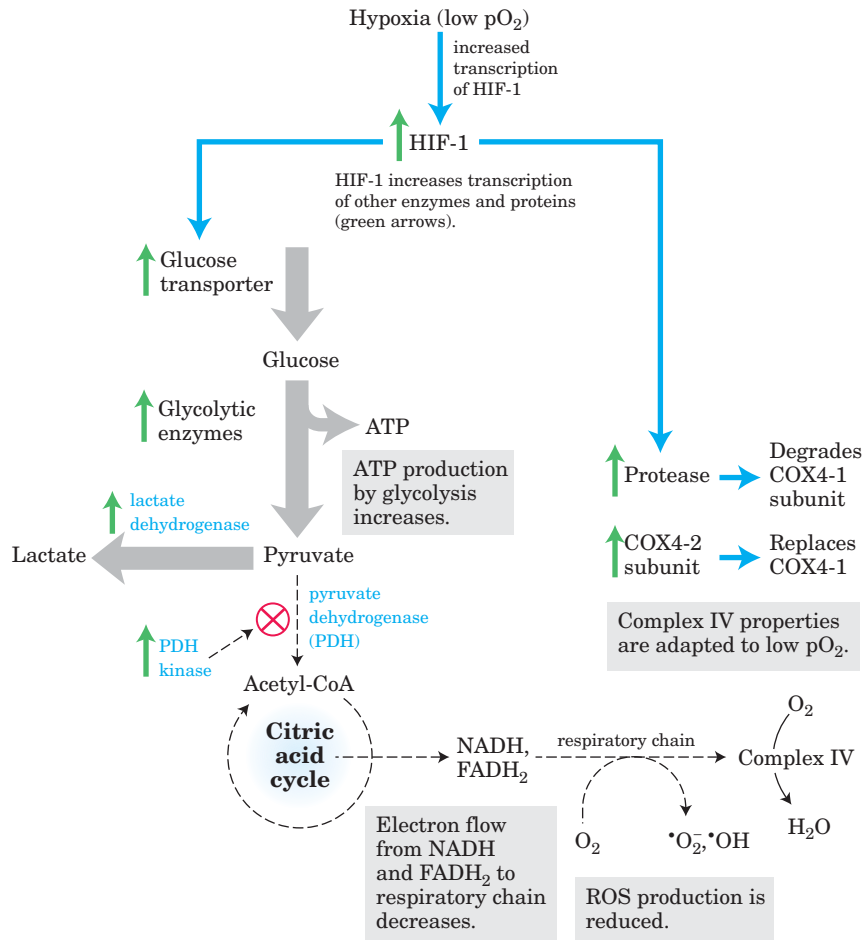 Hypoxia (low pO₂)
increased
transcription
of HIF-1
HIF-1
HIF-1 increases transcription
of other enzymes and proteins
(green arrows).
Glucose
transporter
Glucose
Glycolytic
enzymes
ATP
ATP production
by glycolysis
increases.
Protease
Degrades
COX4-1
subunit
lactate
dehydrogenase
Lactate
Pyruvate
COX4-2
subunit
Replaces
COX4-1
pyruvate
dehydrogenase
(PDH)
PDH
kinase
Complex IV properties
are adapted to low pO₂.
Acetyl-CoA
Citric
acid
cycle
NADH,
FADH₂
respiratory chain
O₂
Complex IV
H₂O
O₂
•O₂⁻,•OH
Electron flow
from NADH
and FADH₂ to
respiratory chain
decreases.
ROS production is
reduced.